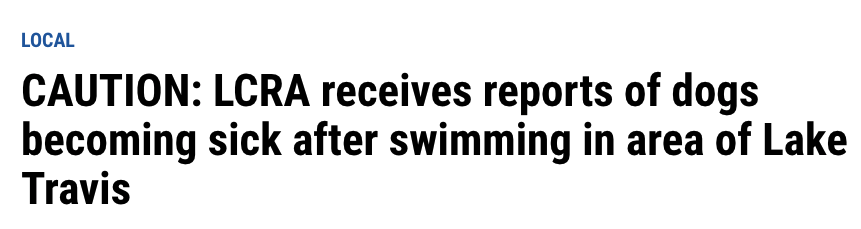 LOCAL
CAUTION: LCRA receives reports of dogs
becoming sick after swimming in area of Lake
Travis